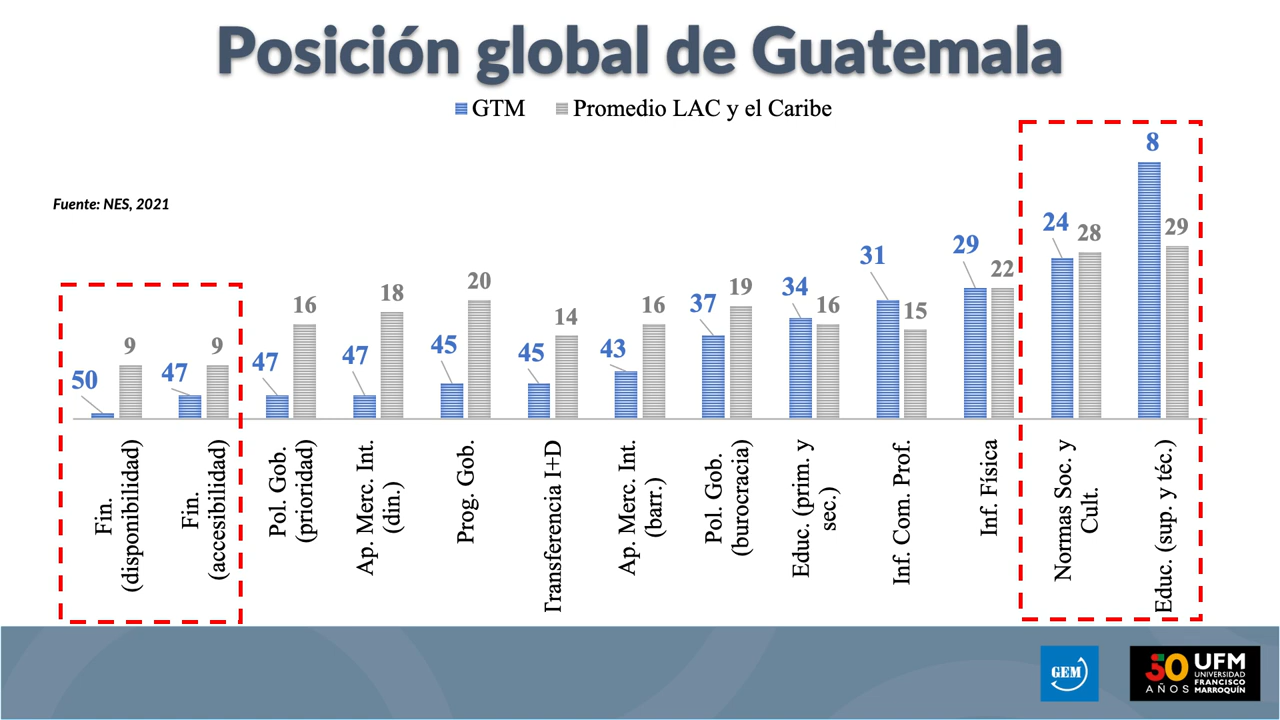 Posición global de Guatemala
GTM
Promedio LAC y el Caribe
Fuente: NES, 2021
50
9
47
9
47
16
47
18
45
20
45
14
43
16
37
19
34
16
31
15
29
22
24
28
8
29
Fin.
(disponibilidad)
Fin.
(accesibilidad)
Pol. Gob.
(prioridad)
Ap. Merc. Int.
(din.)
Prog. Gob.
Transferencia I+D
Ap. Merc. Int
(barr.)
Pol. Gob.
(burocracia)
Educ. (prim. y
sec.)
Inf. Com. Prof.
Inf. Física
Normas Soc. y
Cult.
Educ. (sup. y téc.)
GEM
50
AÑOS
UFM
UNIVERSIDAD
FRANCISCO
MARROQUÍN